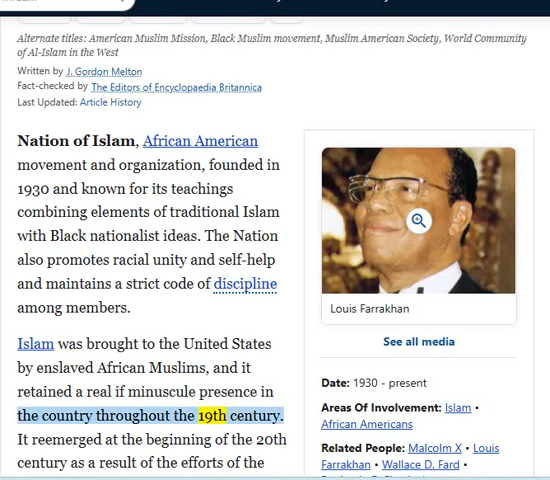 Alternate titles: American Muslim Mission, Black Muslim movement, Muslim American Society, World Community
of Al-Islam in the West
Written by J. Gordon Melton
Fact-checked by The Editors of Encyclopaedia Britannica
Last Updated: Article History
Nation of Islam, African American
movement and organization, founded in
1930 and known for its teachings
combining elements of traditional Islam
with Black nationalist ideas. The Nation
also promotes racial unity and self-help
and maintains a strict code of discipline
among members.
Islam was brought to the United States
by enslaved African Muslims, and it
retained a real if minuscule presence in
the country throughout the 19th century.
It reemerged at the beginning of the 20th
century as a result of the efforts of the
Louis Farrakhan
See all media
Date: 1930 - present
Areas Of Involvement: Islam •
African Americans
Related People: Malcolm X • Louis
Farrakhan • Wallace D. Fard •